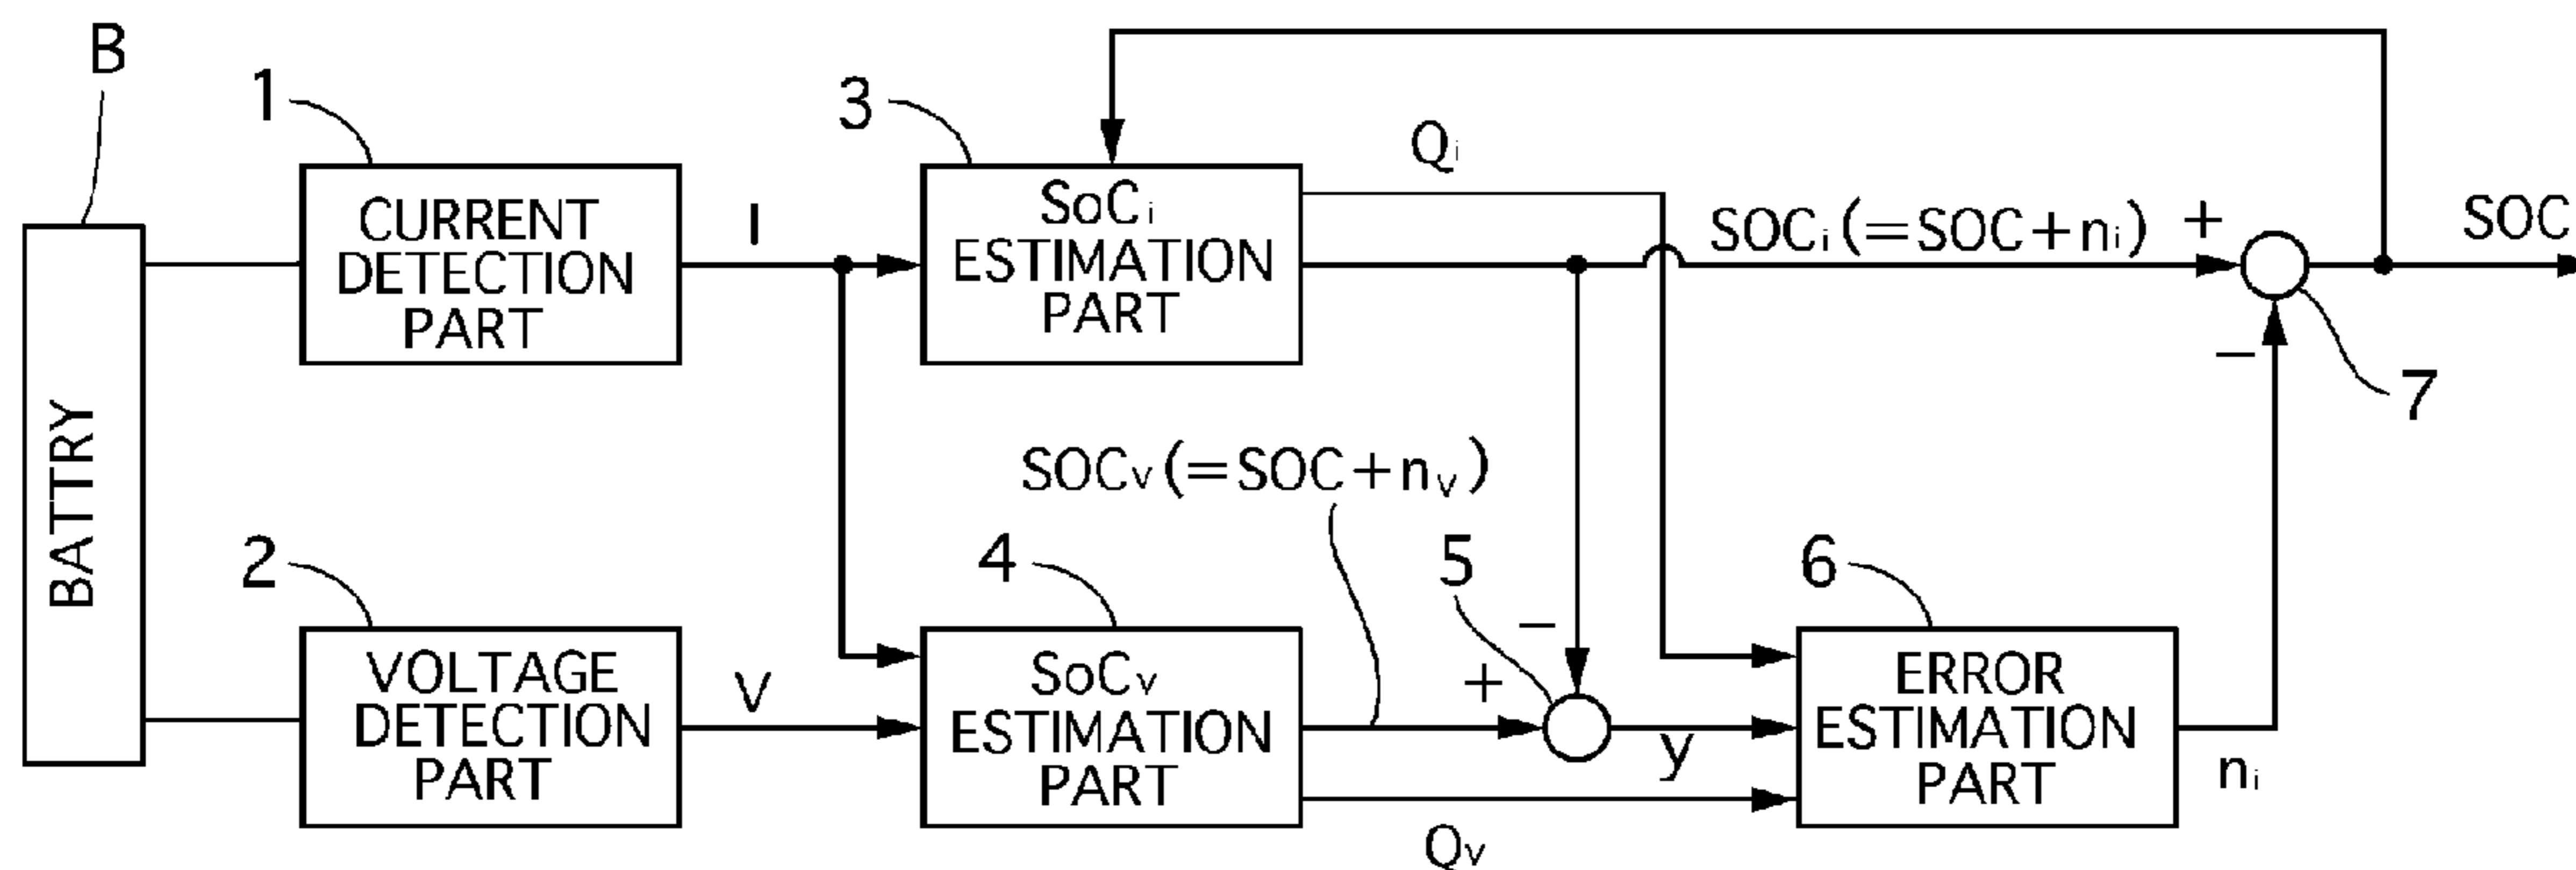 B
1
3
Qᵢ
CURRENT
DETECTION
PART
I
SoCᵢ
ESTIMATION
PART
SOCᵢ(=SOC+nᵢ)
+
SOC
−
7
BATTRY
SOCᵥ(=SOC+nᵥ)
2
4
5
6
−
VOLTAGE
DETECTION
PART
V
SoCᵥ
ESTIMATION
PART
+
y
ERROR
ESTIMATION
PART
nᵢ
Qᵥ